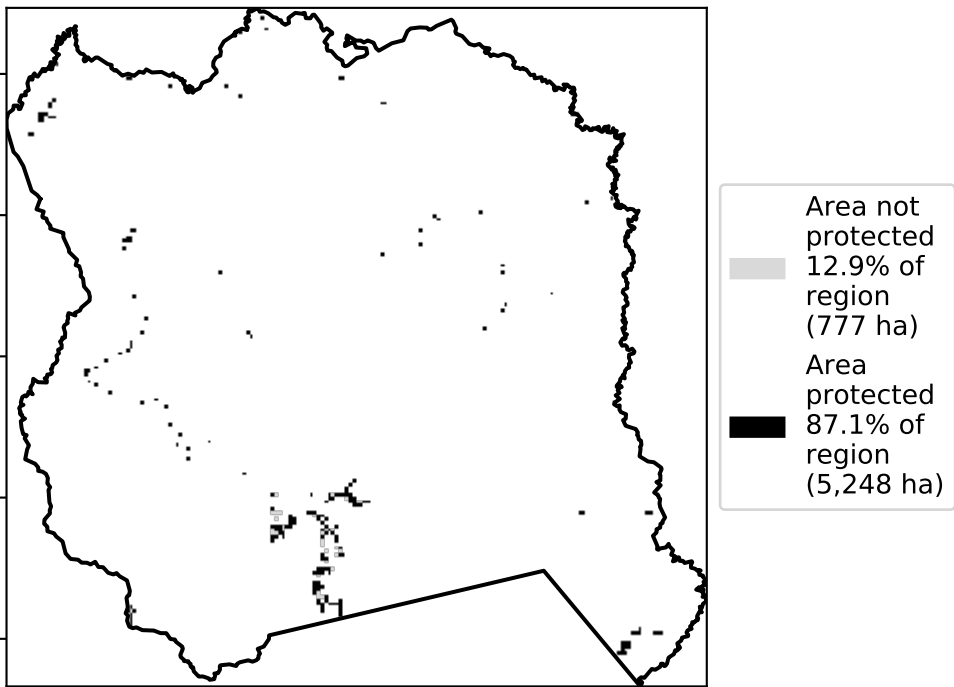 Area not
protected
12.9% of
region
(777 ha)
Area
protected
87.1% of
region
(5,248 ha)